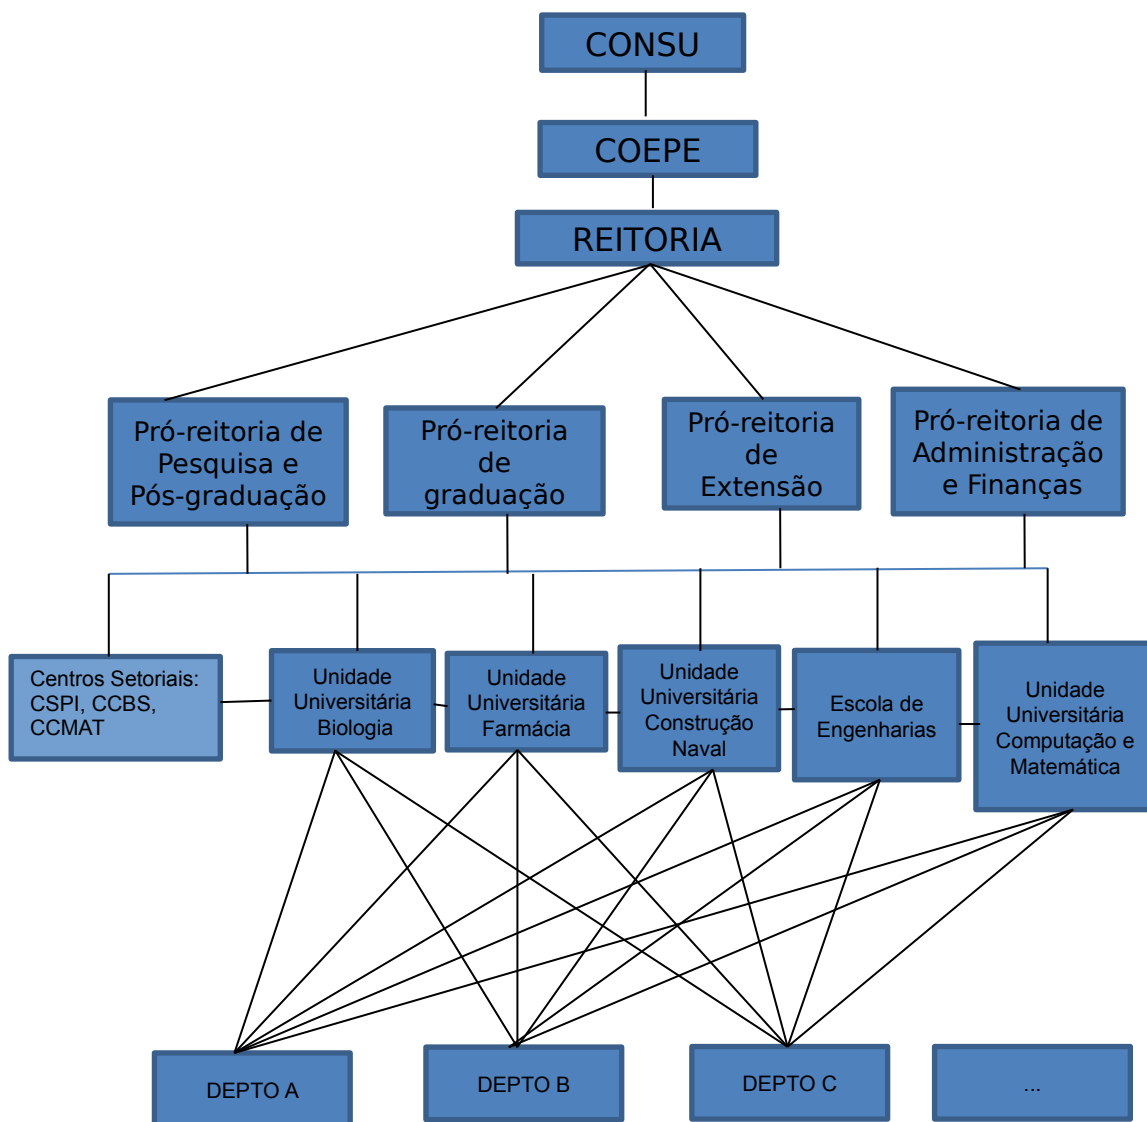 CONSU
COEPE
REITORIA
Pró-reitoria de
Pesquisa e
Pós-graduação
Pró-reitoria
de
graduação
Pró-reitoria
de
Extensão
Pró-reitoria de
Administração
e Finanças
Centros Setoriais:
CSPI, CCBS,
CCMAT
Unidade
Universitária
Biologia
Unidade
Universitária
Farmácia
Unidade
Universitária
Construção
Naval
Escola de
Engenharias
Unidade
Universitária
Computação e
Matemática
DEPTO A
DEPTO B
DEPTO C
...